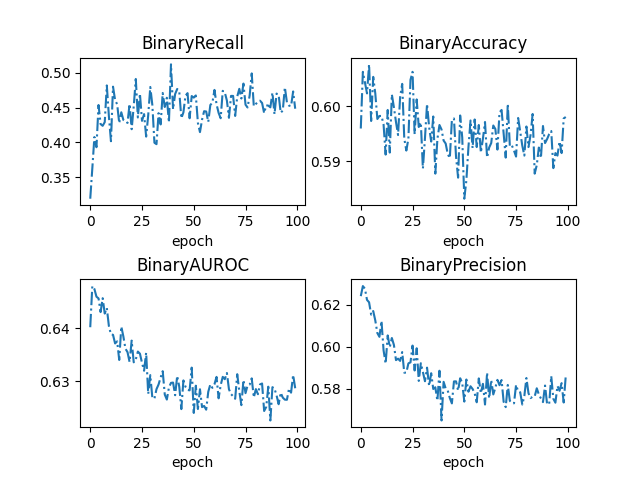 BinaryRecall
0.50
0.45
0.40
0.35
0 25 50 75 100
epoch
BinaryAccuracy
0.60
0.59
0 25 50 75 100
epoch
BinaryAUROC
0.64
0.63
0 25 50 75 100
epoch
BinaryPrecision
0.62
0.60
0.58
0 25 50 75 100
epoch